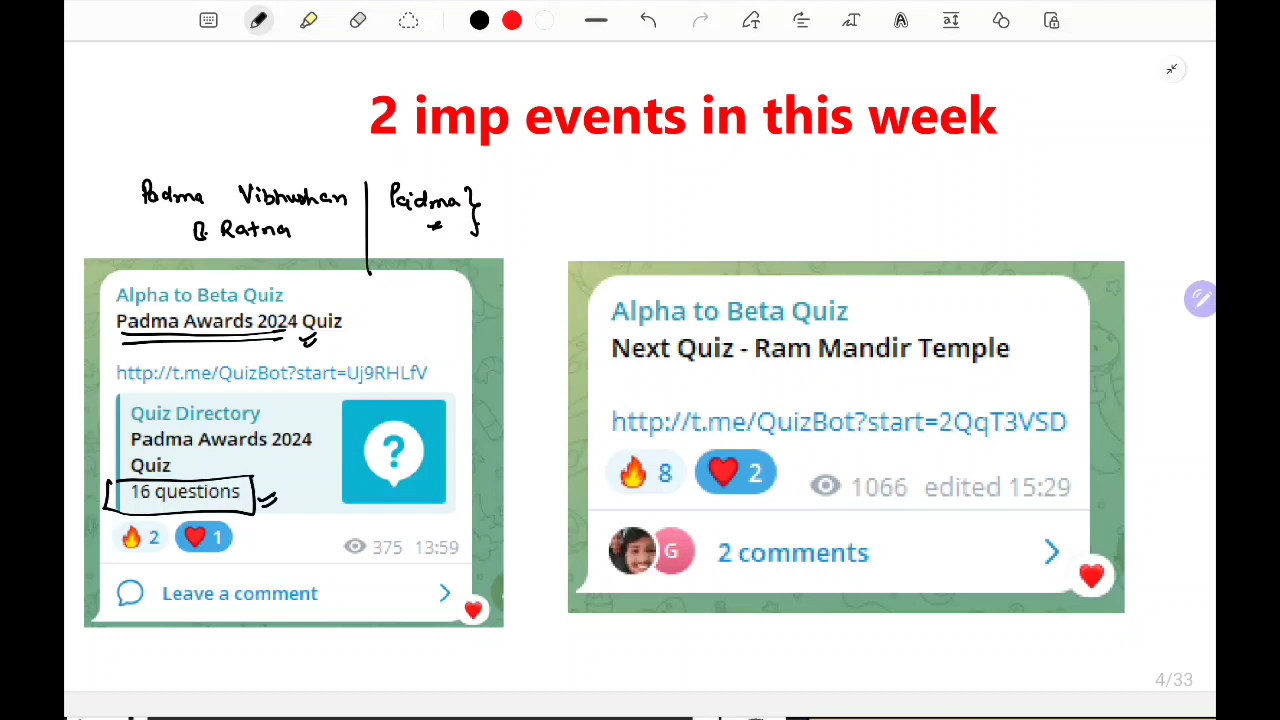 2 imp events in this week
Padma Vibhushan
B. Ratna
Padma
Alpha to Beta Quiz
Padma Awards 2024 Quiz
http://t.me/QuizBot?start=Uj9RHLfV
Quiz Directory
Padma Awards 2024
Quiz
16 questions
2 1
375 13:59
Leave a comment
Alpha to Beta Quiz
Next Quiz - Ram Mandir Temple
http://t.me/QuizBot?start=2QqT3VSD
8 2 1066 edited 15:29
G 2 comments
4/33